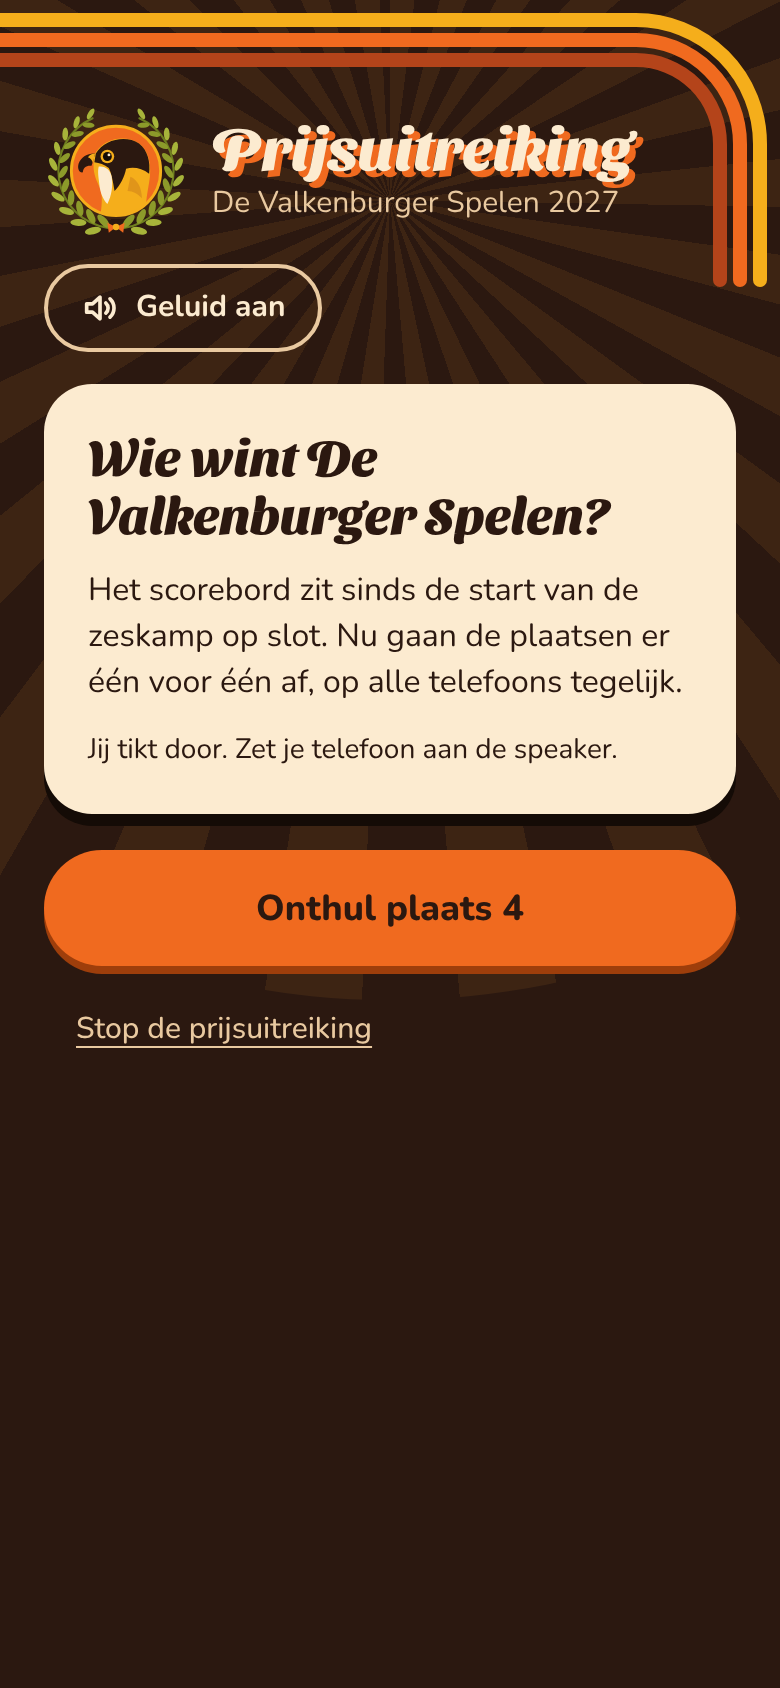 Prijsuitreiking
De Valkenburger Spelen 2027
Geluid aan
Wie wint De
Valkenburger Spelen?
Het scorebord zit sinds de start van de
zeskamp op slot. Nu gaan de plaatsen er
één voor één af, op alle telefoons tegelijk.
Jij tikt door. Zet je telefoon aan de speaker.
Onthul plaats 4
Stop de prijsuitreiking